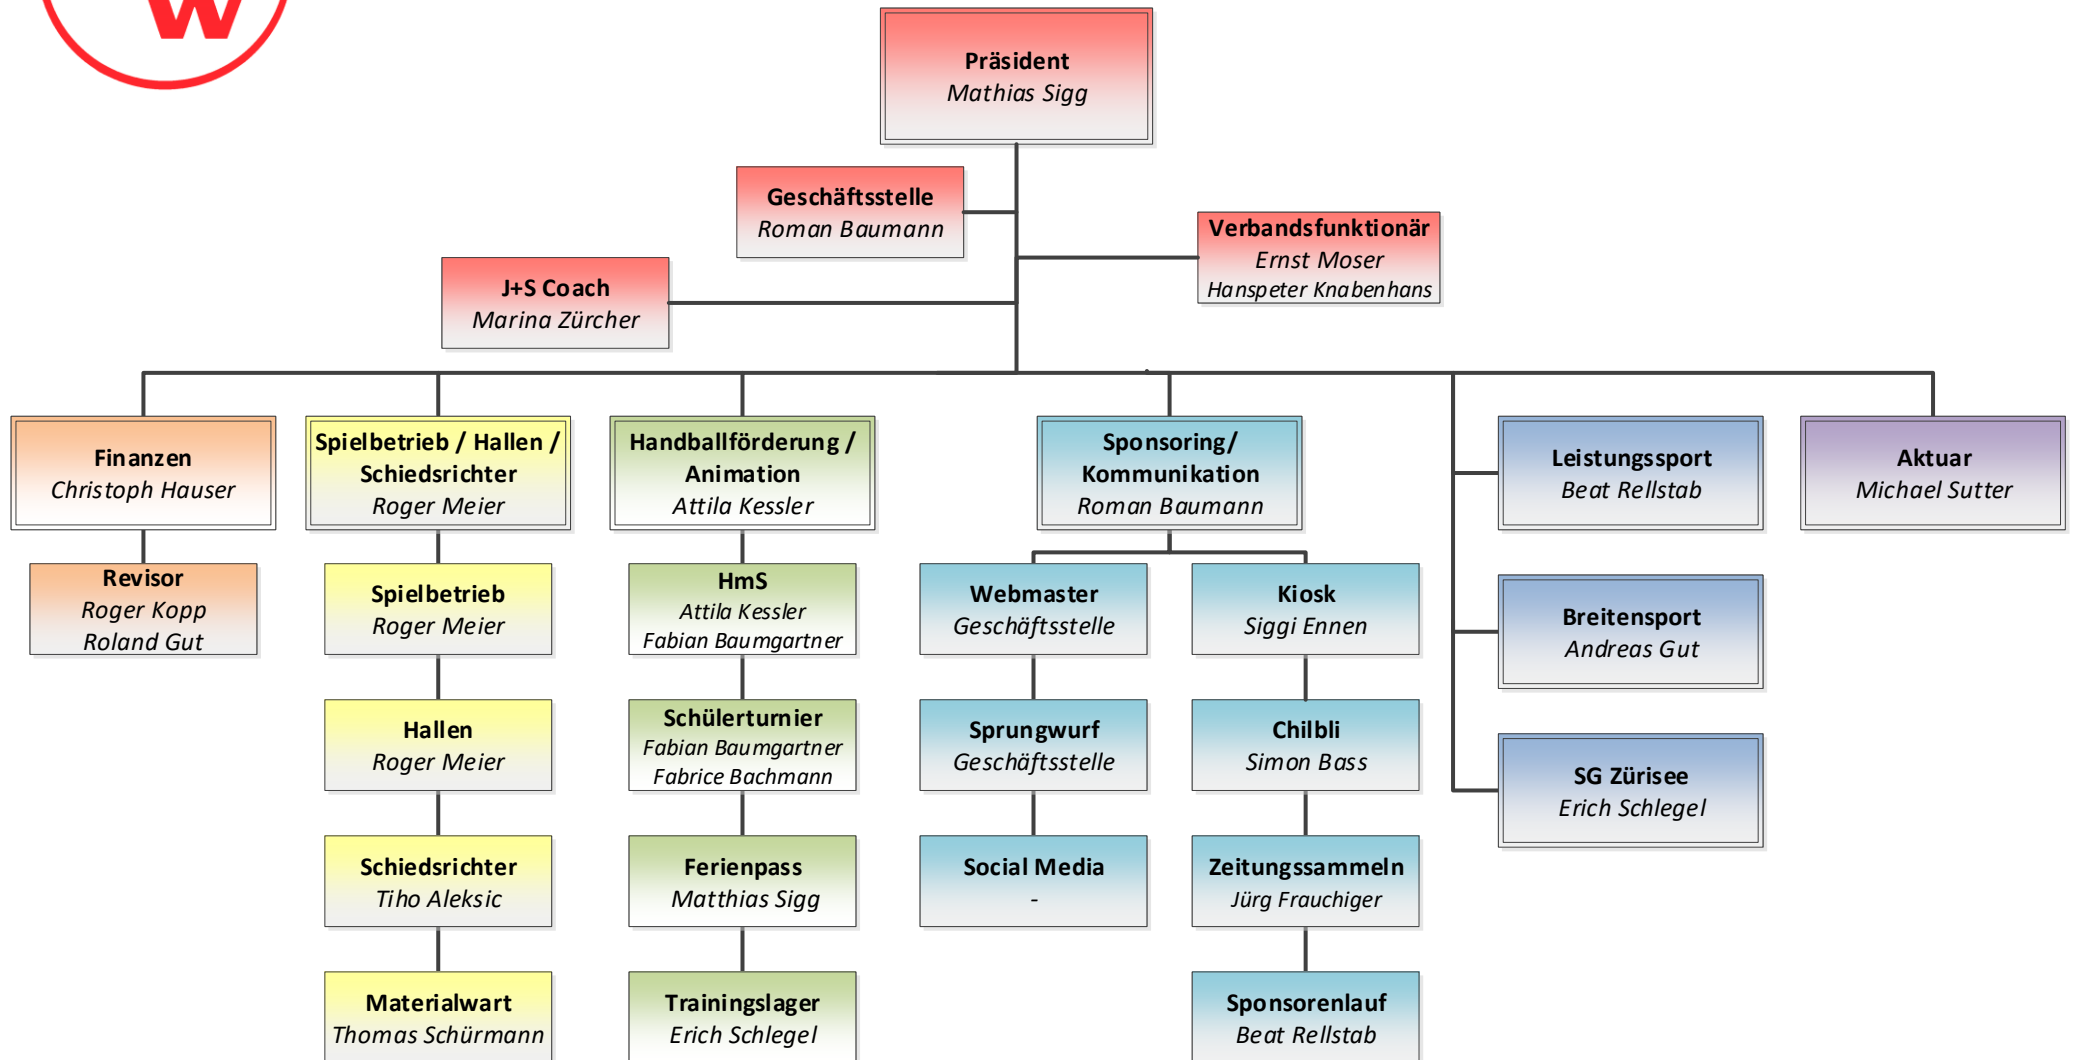 W
Präsident
Mathias Sigg
Geschäftsstelle
Roman Baumann
Verbandsfunktionär
Ernst Moser
Hanspeter Knabenhans
J+S Coach
Marina Zürcher
Finanzen
Christoph Hauser
Spielbetrieb / Hallen /
Schiedsrichter
Roger Meier
Handballförderung /
Animation
Attila Kessler
Sponsoring/
Kommunikation
Roman Baumann
Leistungssport
Beat Rellstab
Aktuar
Michael Sutter
Revisor
Roger Kopp
Roland Gut
Spielbetrieb
Roger Meier
HmS
Attila Kessler
Fabian Baumgartner
Webmaster
Geschäftsstelle
Kiosk
Siggi Ennen
Breitensport
Andreas Gut
Hallen
Roger Meier
Schülerturnier
Fabian Baumgartner
Fabrice Bachmann
Sprungwurf
Geschäftsstelle
Chilbli
Simon Bass
SG Zürisee
Erich Schlegel
Schiedsrichter
Tiho Aleksic
Ferienpass
Matthias Sigg
Social Media
-
Zeitungssammeln
Jürg Frauchiger
Materialwart
Thomas Schürmann
Trainingslager
Erich Schlegel
Sponsorenlauf
Beat Rellstab